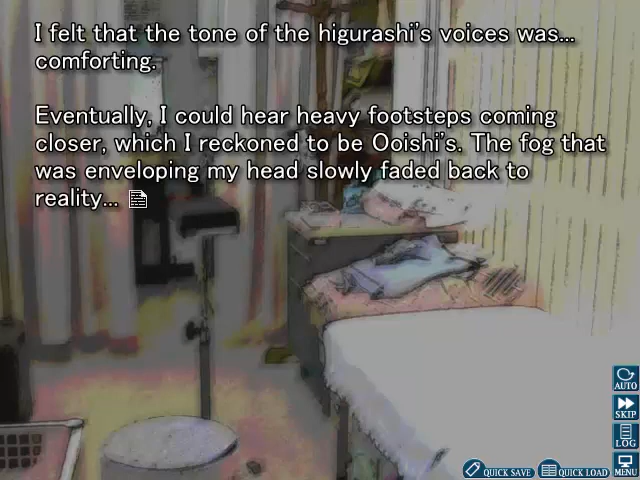 I felt that the tone of the higurashi's voices was...
comforting.
Eventually, I could hear heavy footsteps coming
closer, which I reckoned to be Ooishi's. The fog that
was enveloping my head slowly faded back to
reality...
AUTO
SKIP
LOG
MENU
QUICK SAVE
QUICK LOAD